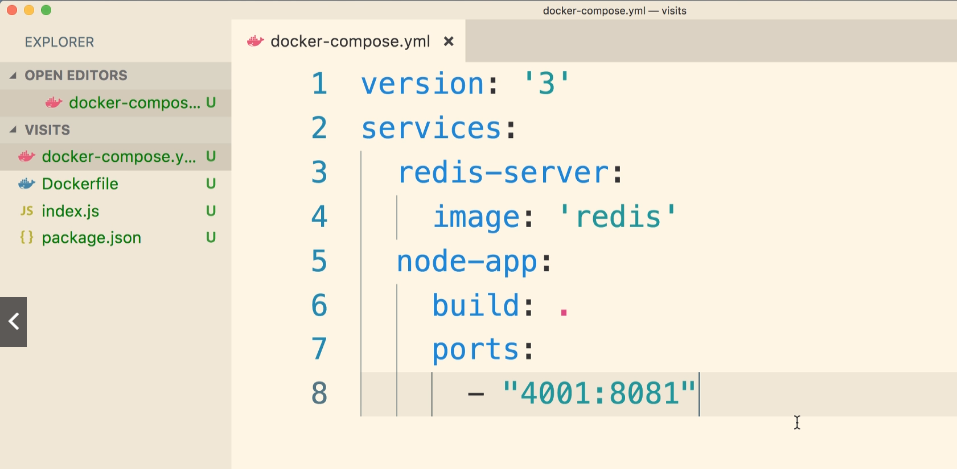 docker-compose.yml — visits
EXPLORER
docker-compose.yml ×
OPEN EDITORS
docker-compos... U
VISITS
docker-compose.y... U
Dockerfile U
JS index.js U
{} package.json U
1 version: '3'
2 services:
3 redis-server:
4 image: 'redis'
5 node-app:
6 build: .
7 ports:
8 - "4001:8081"